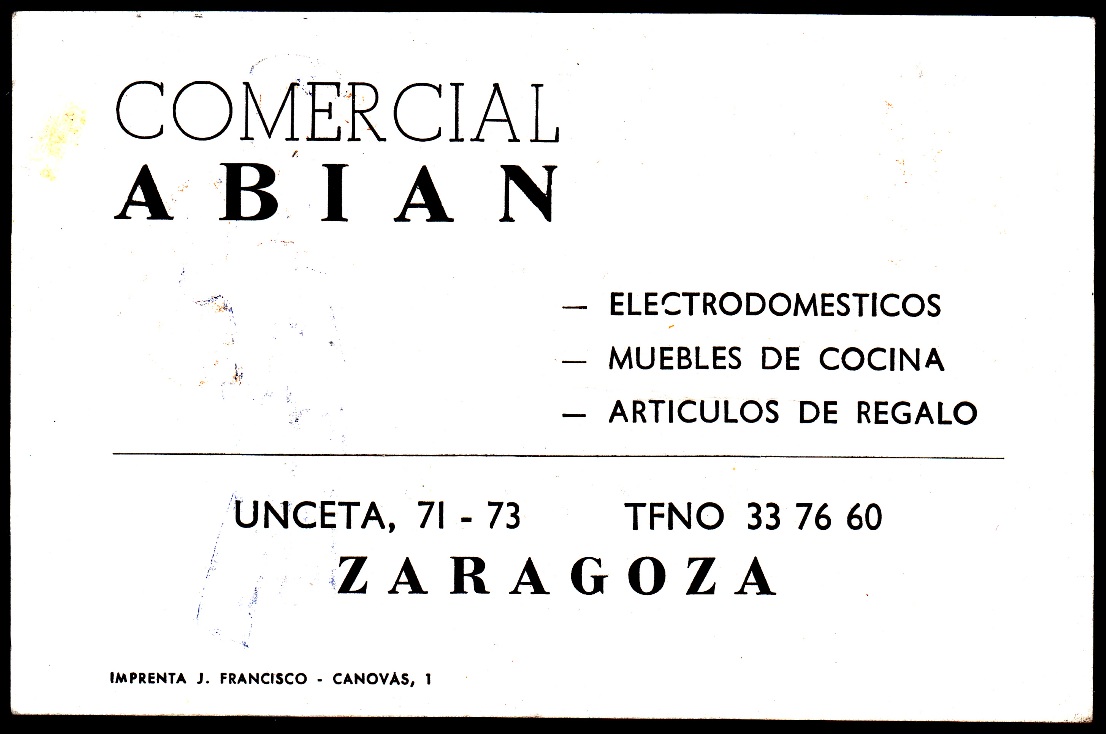 COMERCIAL
ABIAN
— ELECTRODOMESTICOS
— MUEBLES DE COCINA
— ARTICULOS DE REGALO
UNCETA, 71 - 73 TFNO 33 76 60
ZARAGOZA
IMPRENTA J. FRANCISCO - CANOVAS, 1